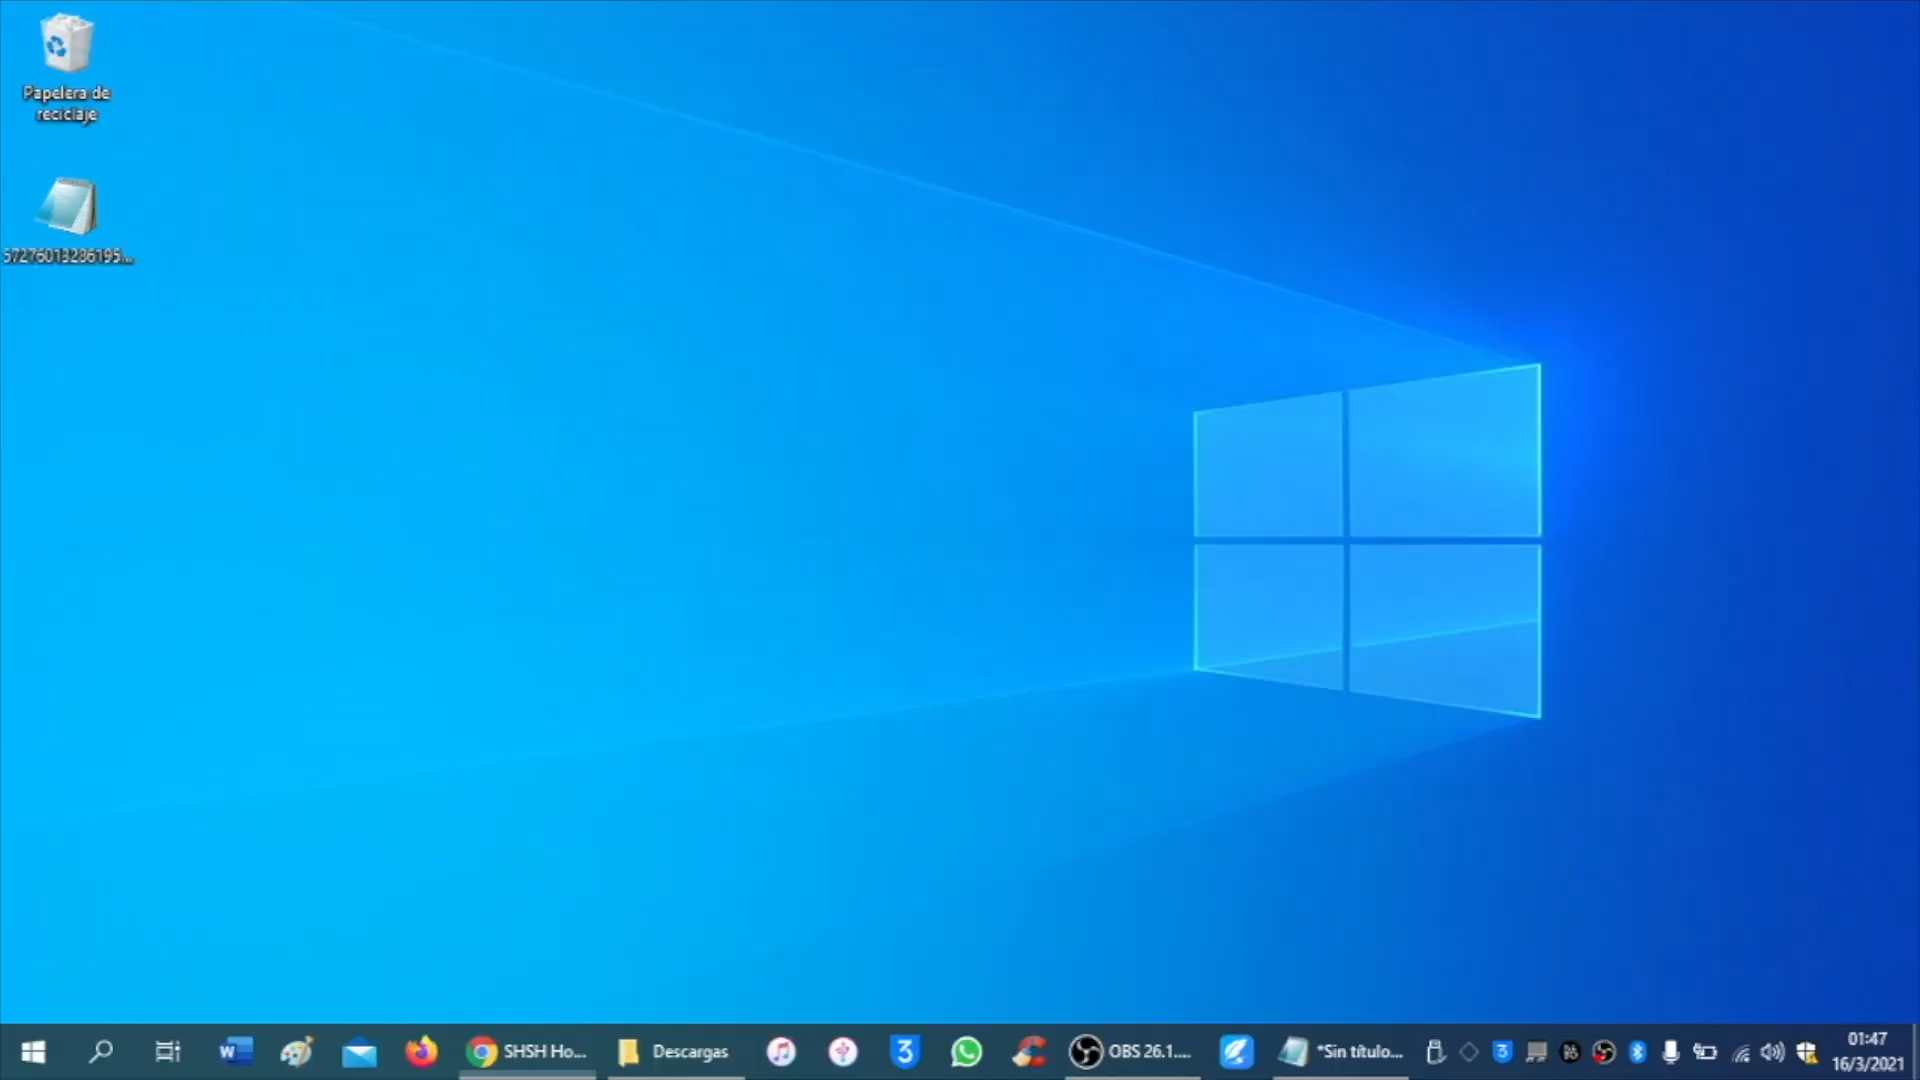 Papelera de
reciclaje
57276013286195...
SHSH Ho...
Descargas
OBS 26.1....
*Sin título...
01:47
16/3/2021